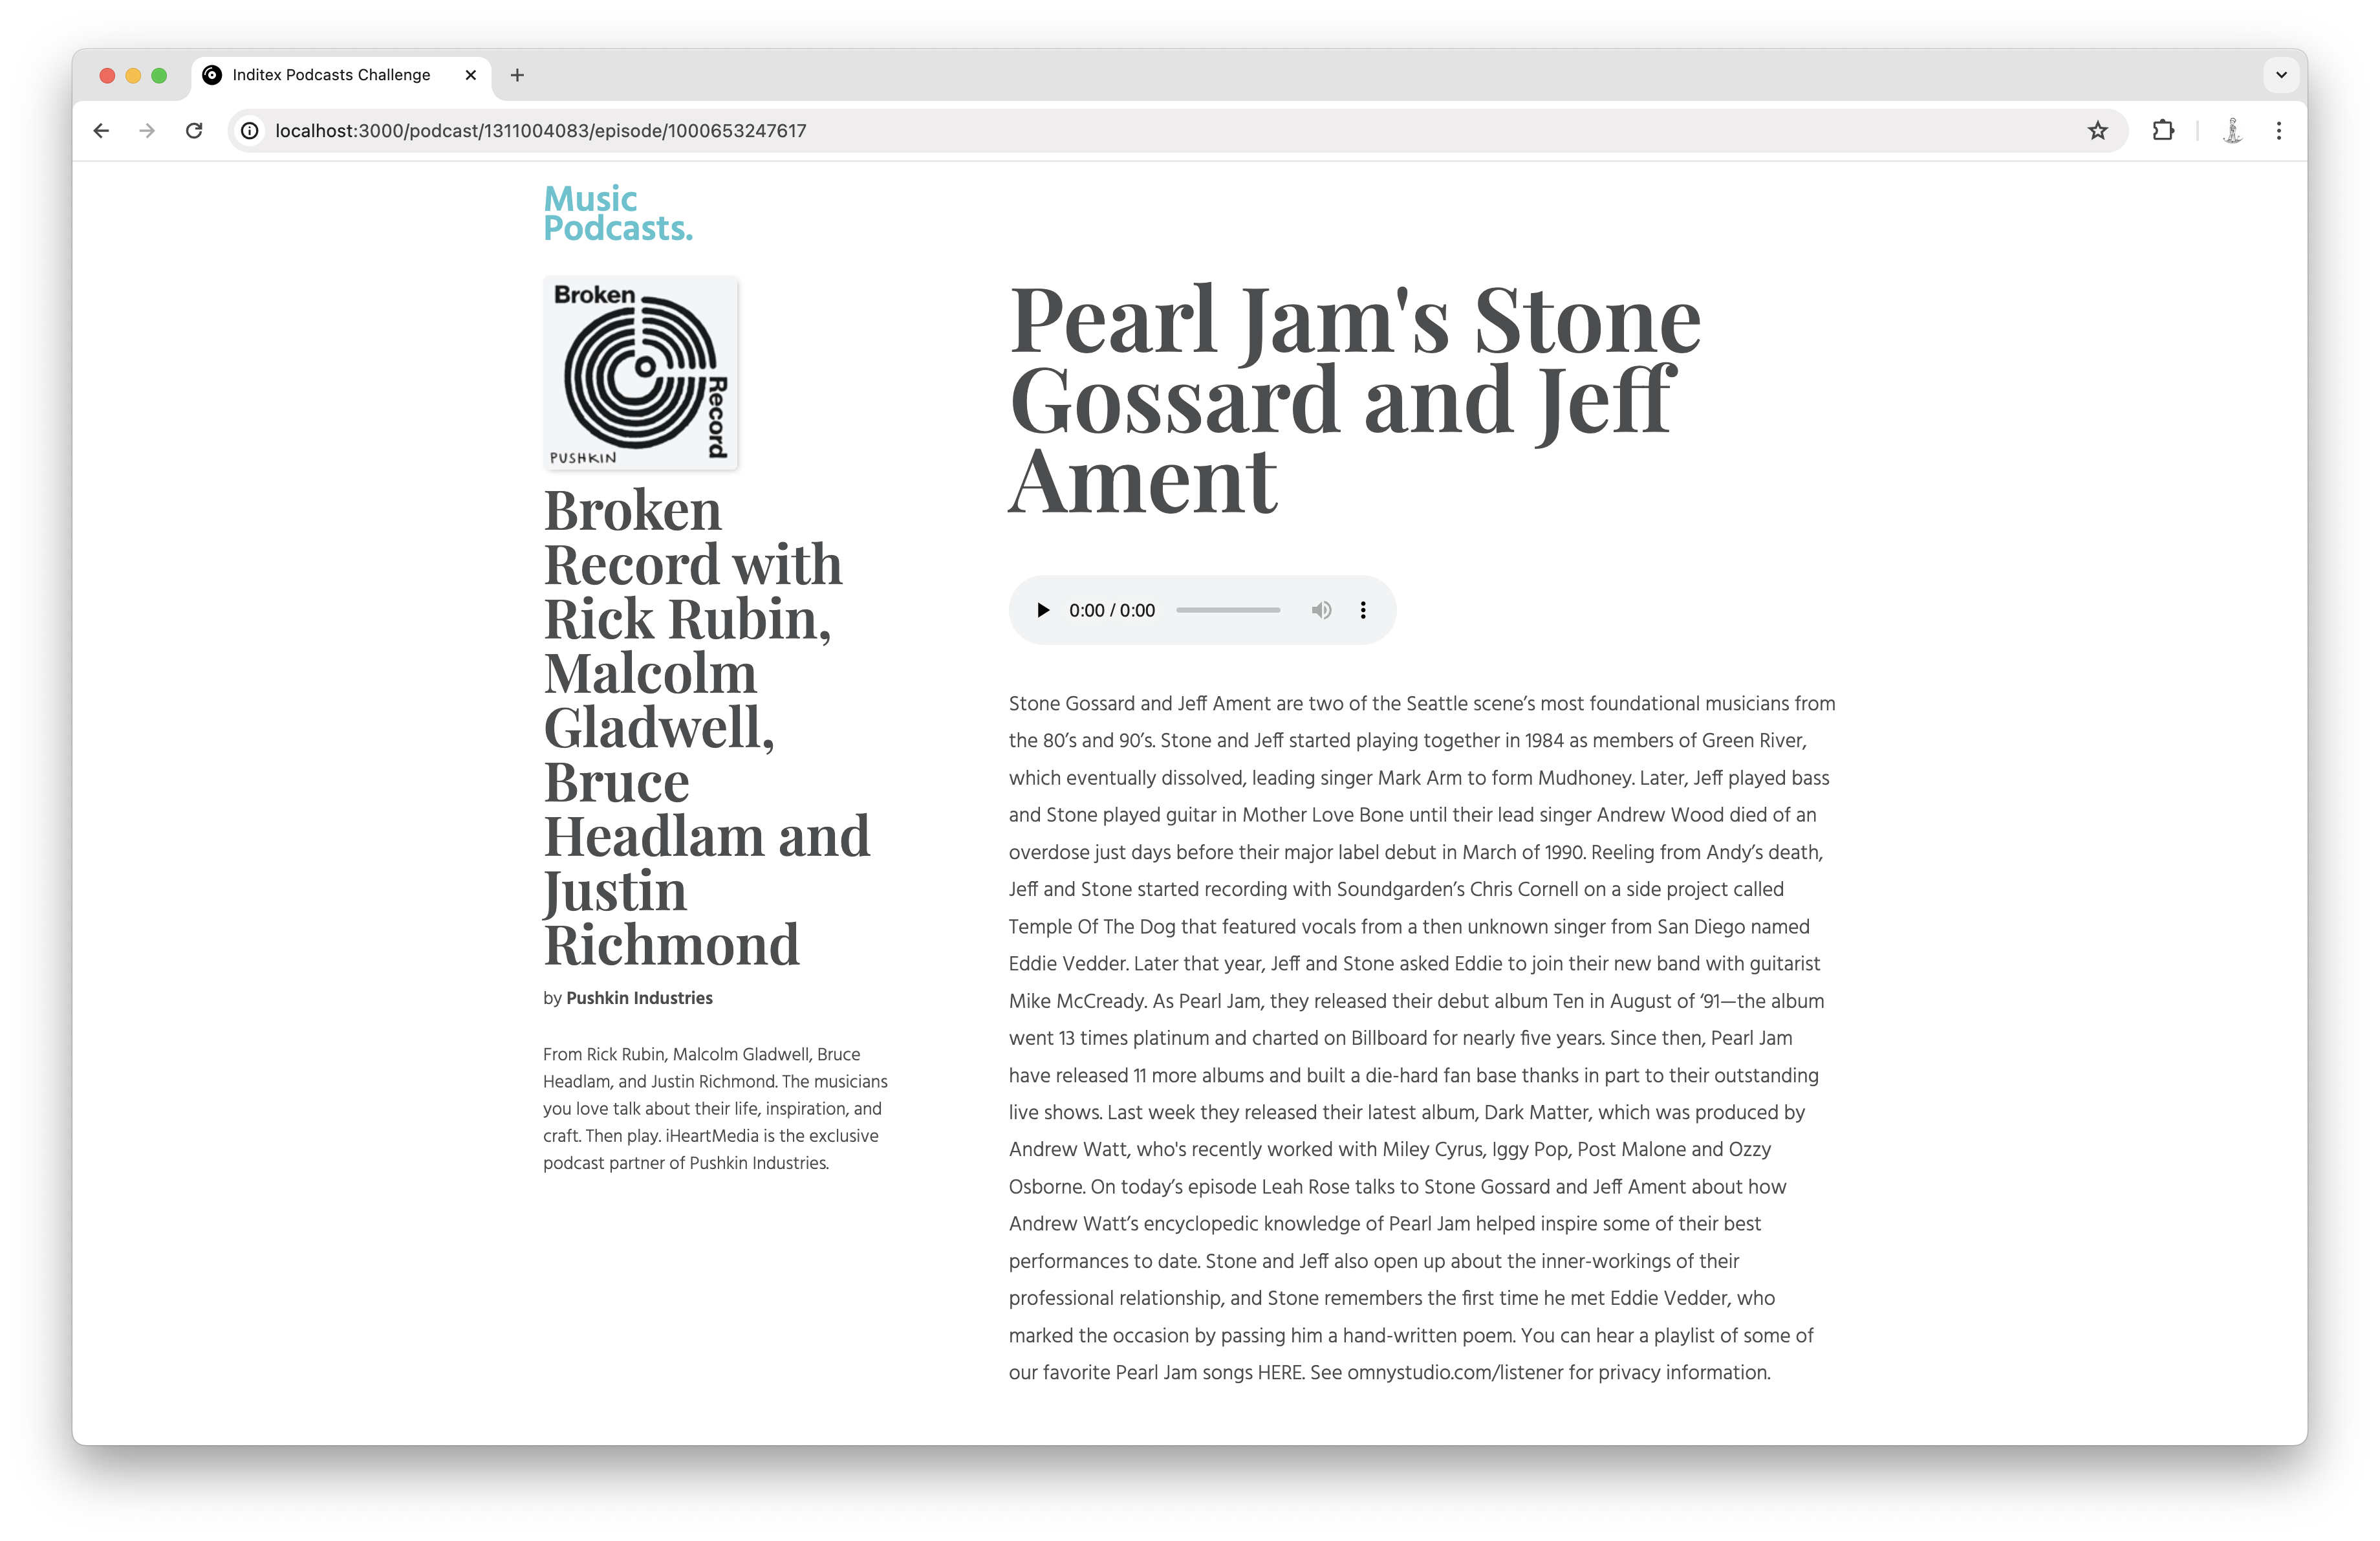 Inditex Podcasts Challenge
localhost:3000/podcast/1311004083/episode/1000653247617
Music
Podcasts.
Broken
Record
PUSHKIN
Broken
Record with
Rick Rubin,
Malcolm
Gladwell,
Bruce
Headlam and
Justin
Richmond
by Pushkin Industries
From Rick Rubin, Malcolm Gladwell, Bruce
Headlam, and Justin Richmond. The musicians
you love talk about their life, inspiration, and
craft. Then play. iHeartMedia is the exclusive
podcast partner of Pushkin Industries.
Pearl Jam's Stone
Gossard and Jeff
Ament
0:00 / 0:00
Stone Gossard and Jeff Ament are two of the Seattle scene’s most foundational musicians from
the 80’s and 90’s. Stone and Jeff started playing together in 1984 as members of Green River,
which eventually dissolved, leading singer Mark Arm to form Mudhoney. Later, Jeff played bass
and Stone played guitar in Mother Love Bone until their lead singer Andrew Wood died of an
overdose just days before their major label debut in March of 1990. Reeling from Andy’s death,
Jeff and Stone started recording with Soundgarden’s Chris Cornell on a side project called
Temple Of The Dog that featured vocals from a then unknown singer from San Diego named
Eddie Vedder. Later that year, Jeff and Stone asked Eddie to join their new band with guitarist
Mike McCready. As Pearl Jam, they released their debut album Ten in August of ‘91—the album
went 13 times platinum and charted on Billboard for nearly five years. Since then, Pearl Jam
have released 11 more albums and built a die-hard fan base thanks in part to their outstanding
live shows. Last week they released their latest album, Dark Matter, which was produced by
Andrew Watt, who's recently worked with Miley Cyrus, Iggy Pop, Post Malone and Ozzy
Osborne. On today’s episode Leah Rose talks to Stone Gossard and Jeff Ament about how
Andrew Watt’s encyclopedic knowledge of Pearl Jam helped inspire some of their best
performances to date. Stone and Jeff also open up about the inner-workings of their
professional relationship, and Stone remembers the first time he met Eddie Vedder, who
marked the occasion by passing him a hand-written poem. You can hear a playlist of some of
our favorite Pearl Jam songs HERE. See omnystudio.com/listener for privacy information.